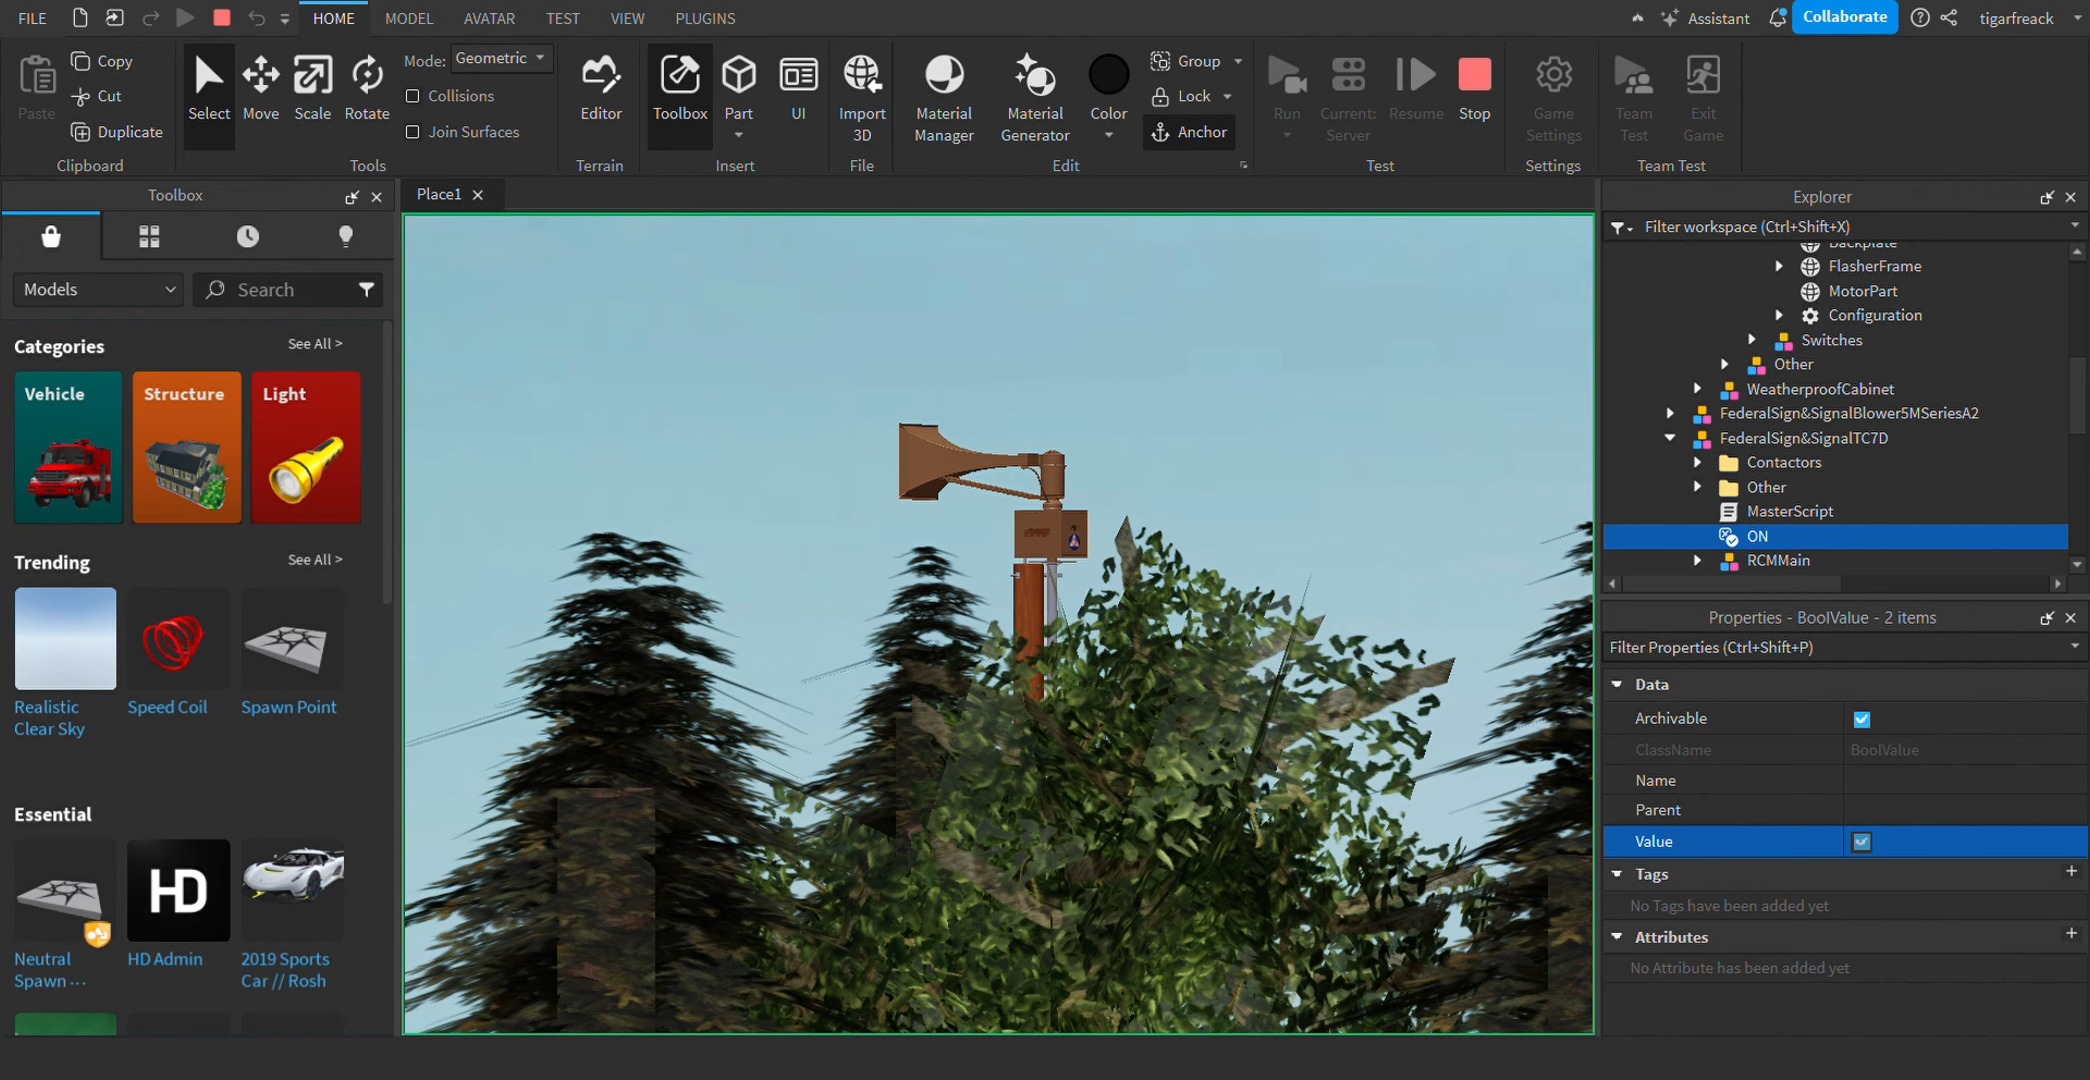 FILE
HOME
MODEL
AVATAR
TEST
VIEW
PLUGINS
Assistant
Collaborate
tigarfreack
Paste
Copy
Cut
Duplicate
Clipboard
Select
Move
Scale
Rotate
Mode: Geometric
Collisions
Join Surfaces
Tools
Editor
Terrain
Toolbox
Part
UI
Insert
Import
3D
File
Material
Manager
Material
Generator
Color
Group
Lock
Anchor
Edit
Run
Current:
Server
Resume
Stop
Test
Game
Settings
Settings
Team
Test
Exit
Game
Team Test
Toolbox
Models
Search
Categories
See All >
Vehicle
Structure
Light
Trending
See All >
Realistic
Clear Sky
Speed Coil
Spawn Point
Essential
HD
Neutral
Spawn ...
HD Admin
2019 Sports
Car // Rosh
Place1
Explorer
Filter workspace (Ctrl+Shift+X)
Backplate
FlasherFrame
MotorPart
Configuration
Switches
Other
WeatherproofCabinet
FederalSign&SignalBlower5MSeriesA2
FederalSign&SignalTC7D
Contactors
Other
MasterScript
ON
RCMMain
Properties - BoolValue - 2 items
Filter Properties (Ctrl+Shift+P)
Data
Archivable
ClassName BoolValue
Name
Parent
Value
Tags
No Tags have been added yet
Attributes
No Attribute has been added yet